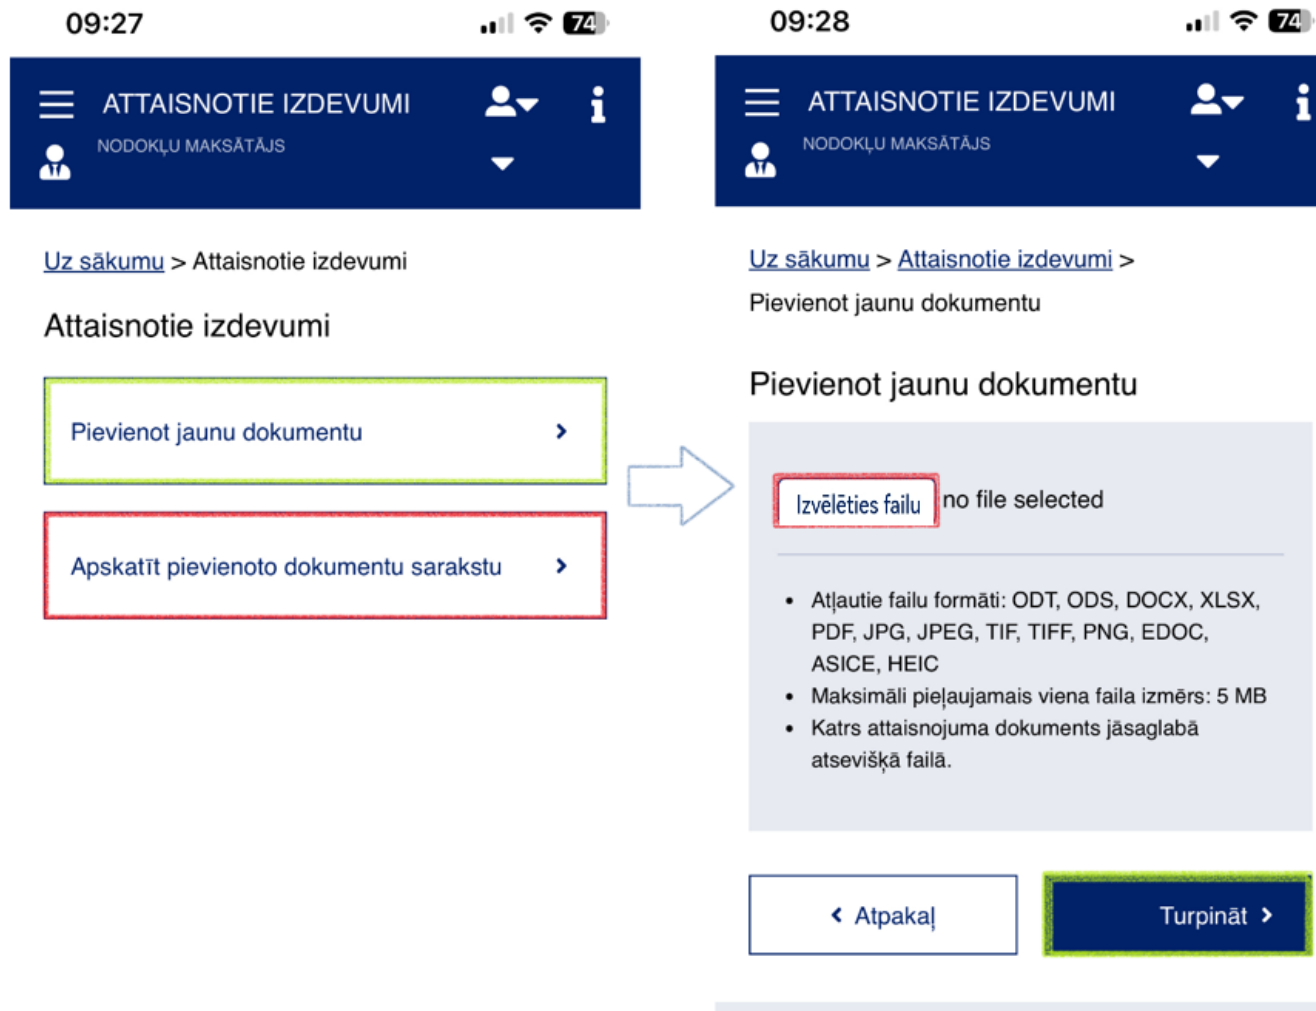 09:27
74
ATTAISNOTIE IZDEVUMI
NODOKĻU MAKSĀTĀJS
Uz sākumu > Attaisnotie izdevumi
Attaisnotie izdevumi
Pievienot jaunu dokumentu
Apskatīt pievienoto dokumentu sarakstu
09:28
74
ATTAISNOTIE IZDEVUMI
NODOKĻU MAKSĀTĀJS
Uz sākumu > Attaisnotie izdevumi >
Pievienot jaunu dokumentu
Pievienot jaunu dokumentu
Izvēlēties failu no file selected
• Atļautie failu formāti: ODT, ODS, DOCX, XLSX,
PDF, JPG, JPEG, TIF, TIFF, PNG, EDOC,
ASICE, HEIC
• Maksimāli pieļaujamais viena faila izmērs: 5 MB
• Katrs attaisnojuma dokuments jāsaglabā
atsevišķā failā.
Atpakaļ
Turpināt